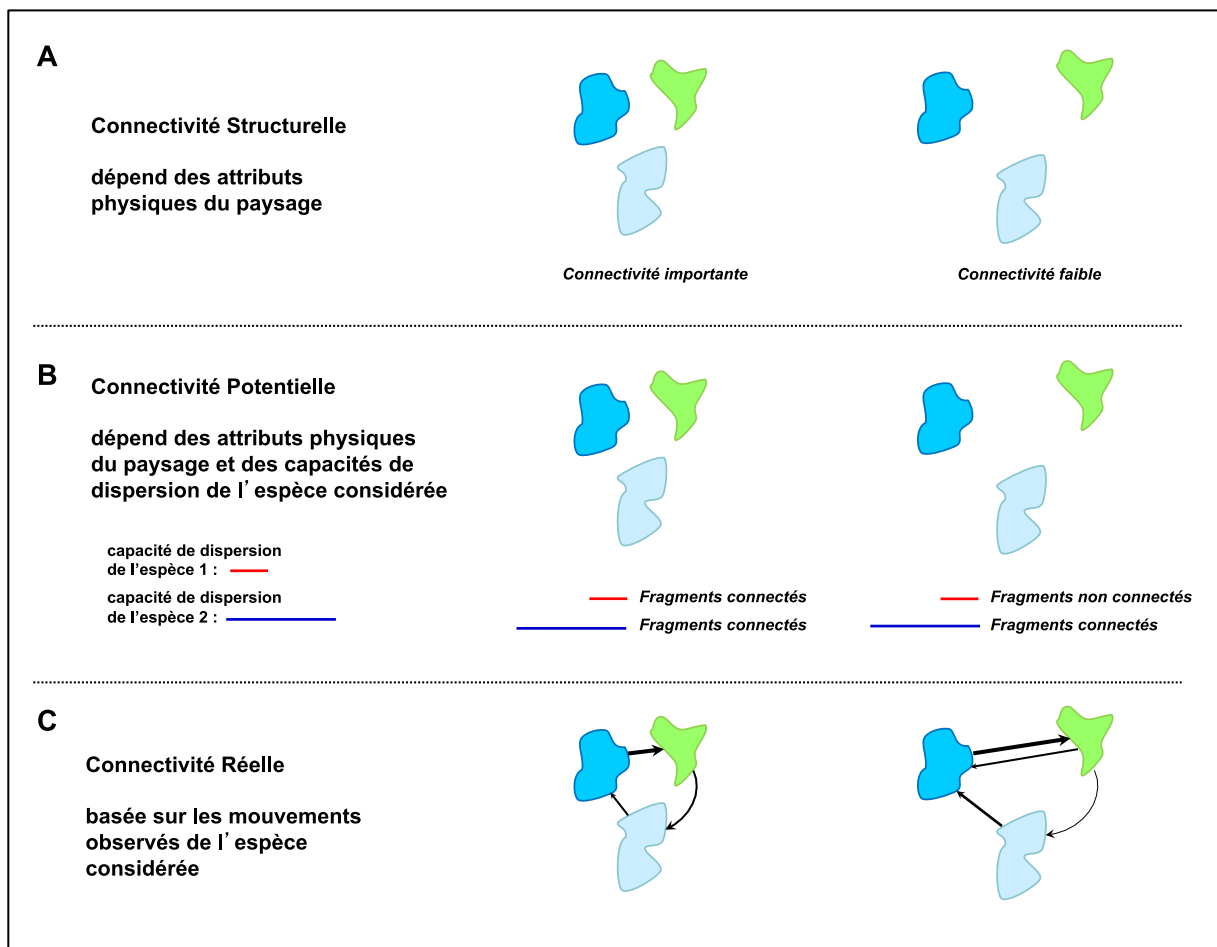 A
Connectivité Structurelle
dépend des attributs
physiques du paysage
Connectivité importante
Connectivité faible
B
Connectivité Potentielle
dépend des attributs physiques
du paysage et des capacités de
dispersion de l’espèce considérée
capacité de dispersion
de l’espèce 1 :
capacité de dispersion
de l’espèce 2 :
Fragments connectés
Fragments connectés
Fragments non connectés
Fragments connectés
C
Connectivité Réelle
basée sur les mouvements
observés de l’espèce
considérée